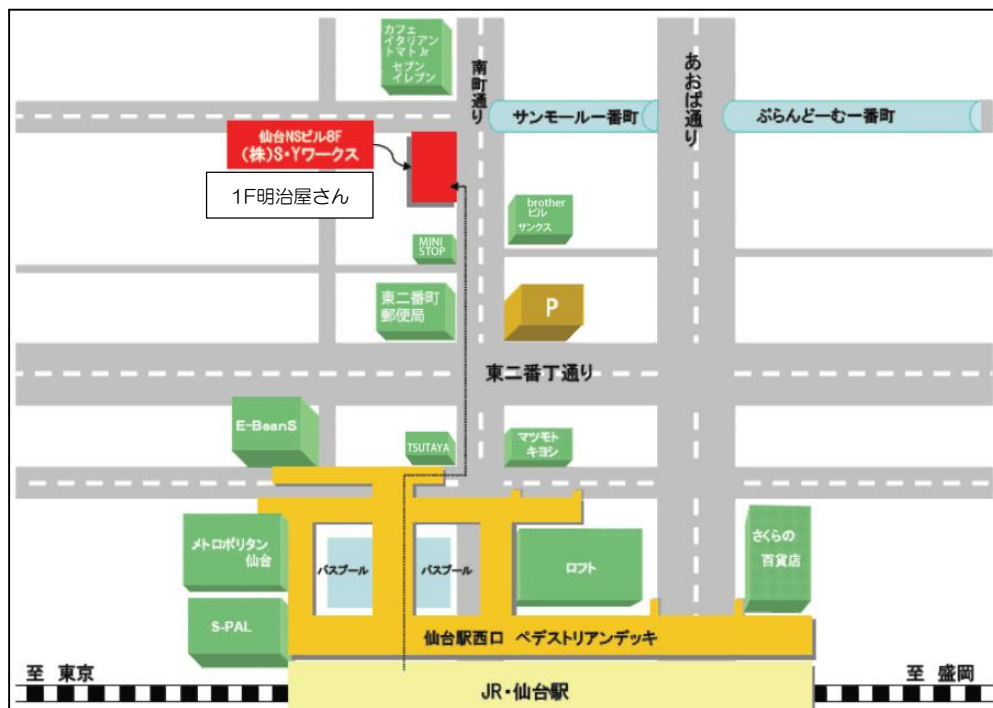 カフェ
イタリアン
トマトJr
セブン
イレブン
南町通り
あおば通り
サンモール一番町
ぶらんどーむ一番町
仙台NSビル8F
(株)S・Yワークス
1F明治屋さん
brother
ビル
サンクス
MINI
STOP
東二番町
郵便局
P
東二番丁通り
E-BeanS
TSUTAYA
マツモト
キヨシ
メトロポリタン
仙台
バスプール
バスプール
ロフト
さくらの
百貨店
S-PAL
仙台駅西口 ペデストリアンデッキ
至 東京
至 盛岡
JR・仙台駅